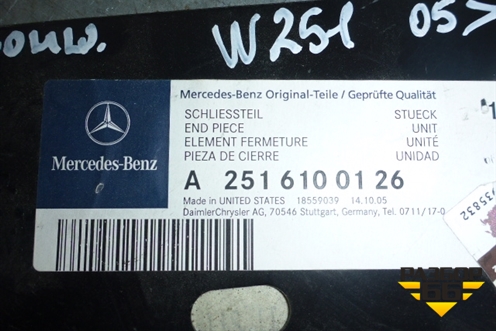 W251 05>
Mercedes-Benz Original-Teile / Geprüfte Qualität
SCHLIESSTEIL STUECK
END PIECE UNIT
ELEMENT FERMETURE UNITÉ
PIEZA DE CIERRE UNIDAD
Mercedes-Benz
A 251 610 01 26
Made in UNITED STATES 18559039 14.10.05
DaimlerChrysler AG, 70546 Stuttgart, Germany, Tel. 0711/17-0
935832